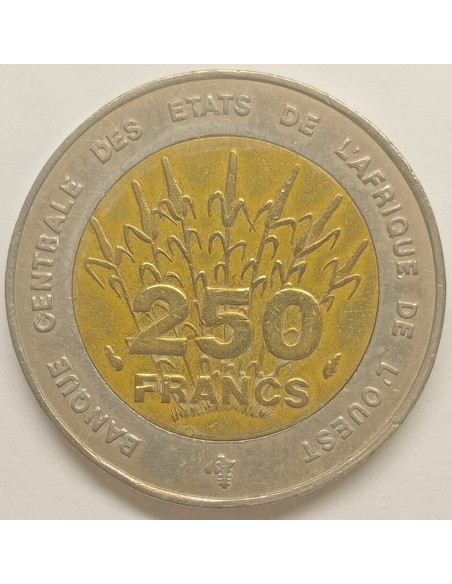 BANQUE CENTRALE DES ETATS DE L'AFRIQUE DE L'OUEST
250
FRANCS